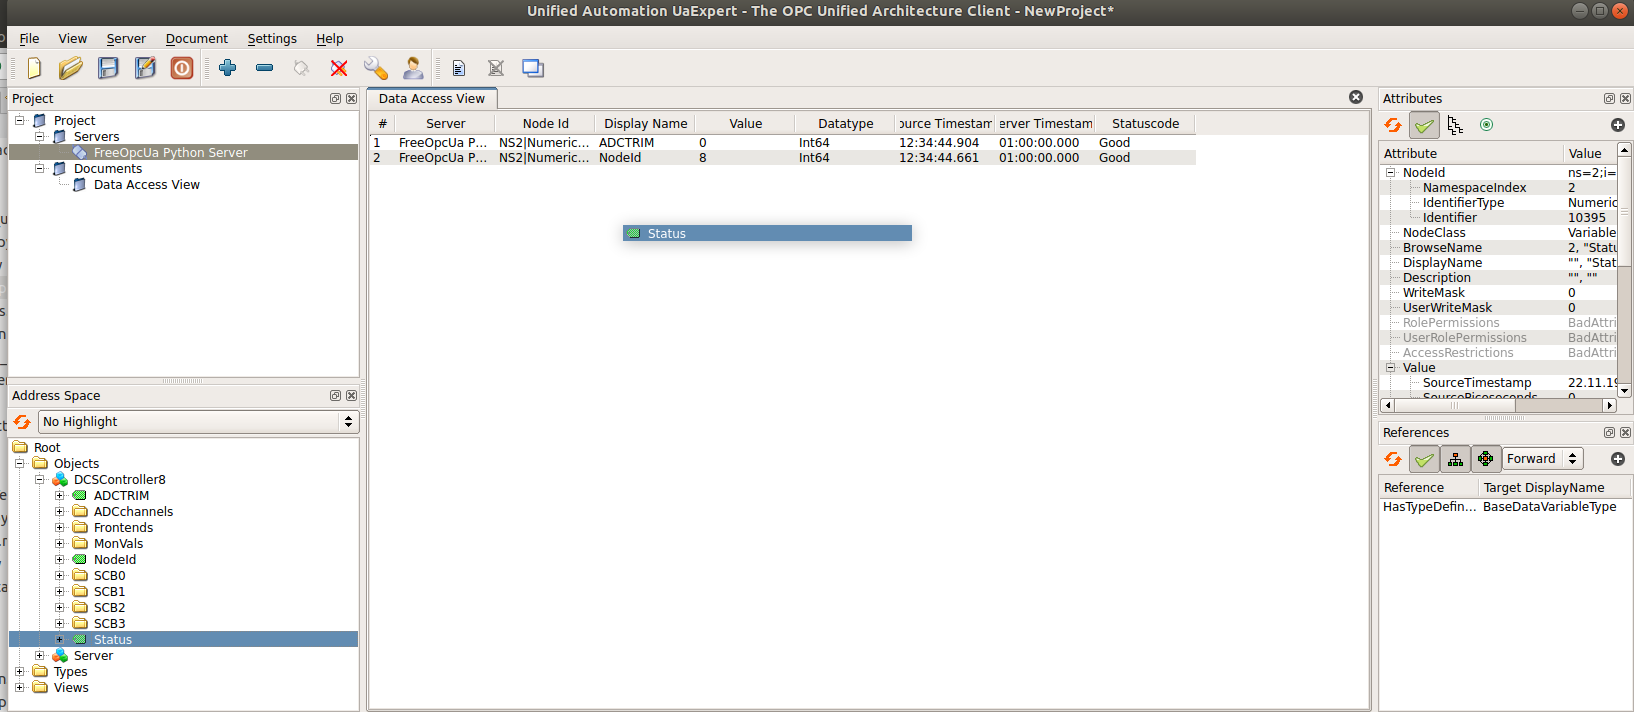 Unified Automation UaExpert - The OPC Unified Architecture Client - NewProject*
File View Server Document Settings Help
Project
Project
Servers
FreeOpcUa Python Server
Documents
Data Access View
Address Space
No Highlight
Root
Objects
DCSController8
ADCTRIM
ADCchannels
Frontends
MonVals
NodeId
SCB0
SCB1
SCB2
SCB3
Status
Server
Types
Views
Data Access View
# Server Node Id Display Name Value Datatype ource Timestam erver Timestam Statuscode
1 FreeOpcUa P... NS2|Numeric... ADCTRIM 0 Int64 12:34:44.904 01:00:00.000 Good
2 FreeOpcUa P... NS2|Numeric... NodeId 8 Int64 12:34:44.661 01:00:00.000 Good
Status
Attributes
Attribute Value
NodeId ns=2;i=
NamespaceIndex 2
IdentifierType Numeric
Identifier 10395
NodeClass Variable
BrowseName 2, "Statu
DisplayName "", "Stat
Description "", ""
WriteMask 0
UserWriteMask 0
RolePermissions BadAttri
UserRolePermissions BadAttri
AccessRestrictions BadAttri
Value
SourceTimestamp 22.11.19
SourcePicoseconds 0
References
Forward
Reference Target DisplayName
HasTypeDefin... BaseDataVariableType